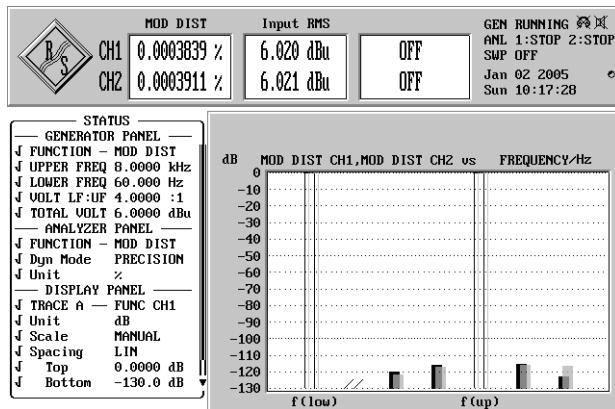 MOD DIST Input RMS
R S CH1 0.0003839 % 6.020 dBu OFF
CH2 0.0003911 % 6.021 dBu OFF
GEN RUNNING
ANL 1:STOP 2:STOP
SWP OFF
Jan 02 2005
Sun 10:17:28
STATUS
GENERATOR PANEL
FUNCTION - MOD DIST
UPPER FREQ 8.0000 kHz
LOWER FREQ 60.000 Hz
VOLT LF:UF 4.0000 :1
TOTAL VOLT 6.0000 dBu
ANALYZER PANEL
FUNCTION - MOD DIST
Dyn Mode PRECISION
Unit %
DISPLAY PANEL
TRACE A — FUNC CH1
Unit dB
Scale MANUAL
Spacing LIN
Top 0.0000 dB
Bottom -130.0 dB
dB MOD DIST CH1,MOD DIST CH2 vs FREQUENCY/Hz
0
-10
-20
-30
-40
-50
-60
-70
-80
-90
-100
-110
-120
-130
f(low) f(up)